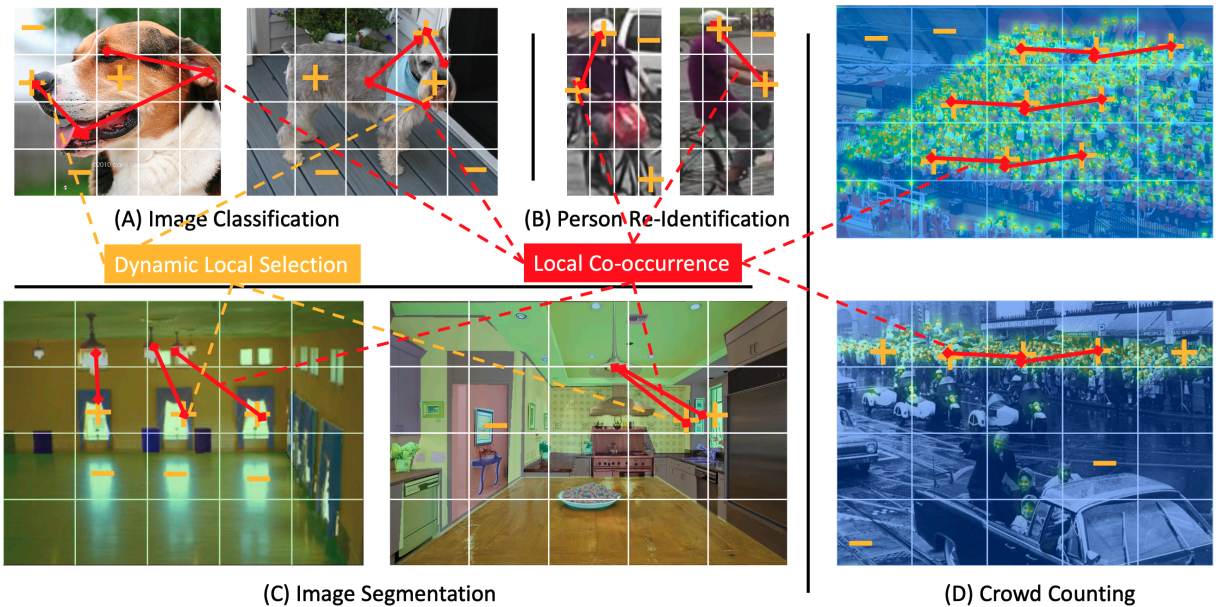 (A) Image Classification
(B) Person Re-Identification
Dynamic Local Selection
Local Co-occurrence
(C) Image Segmentation
(D) Crowd Counting